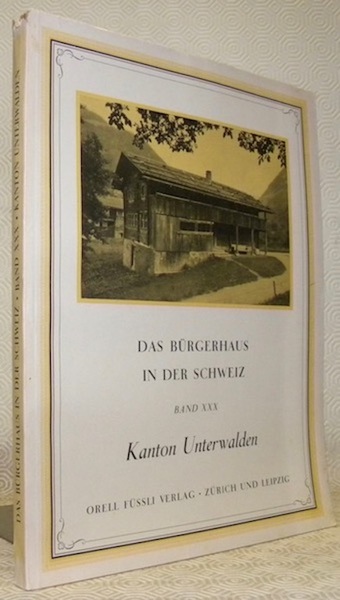 DAS BÜRGERHAUS IN DER SCHWEIZ • BAND XXX • KANTON UNTERWALDEN
DAS BÜRGERHAUS
IN DER SCHWEIZ
BAND XXX
Kanton Unterwalden
ORELL FÜSSLI VERLAG • ZÜRICH UND LEIPZIG